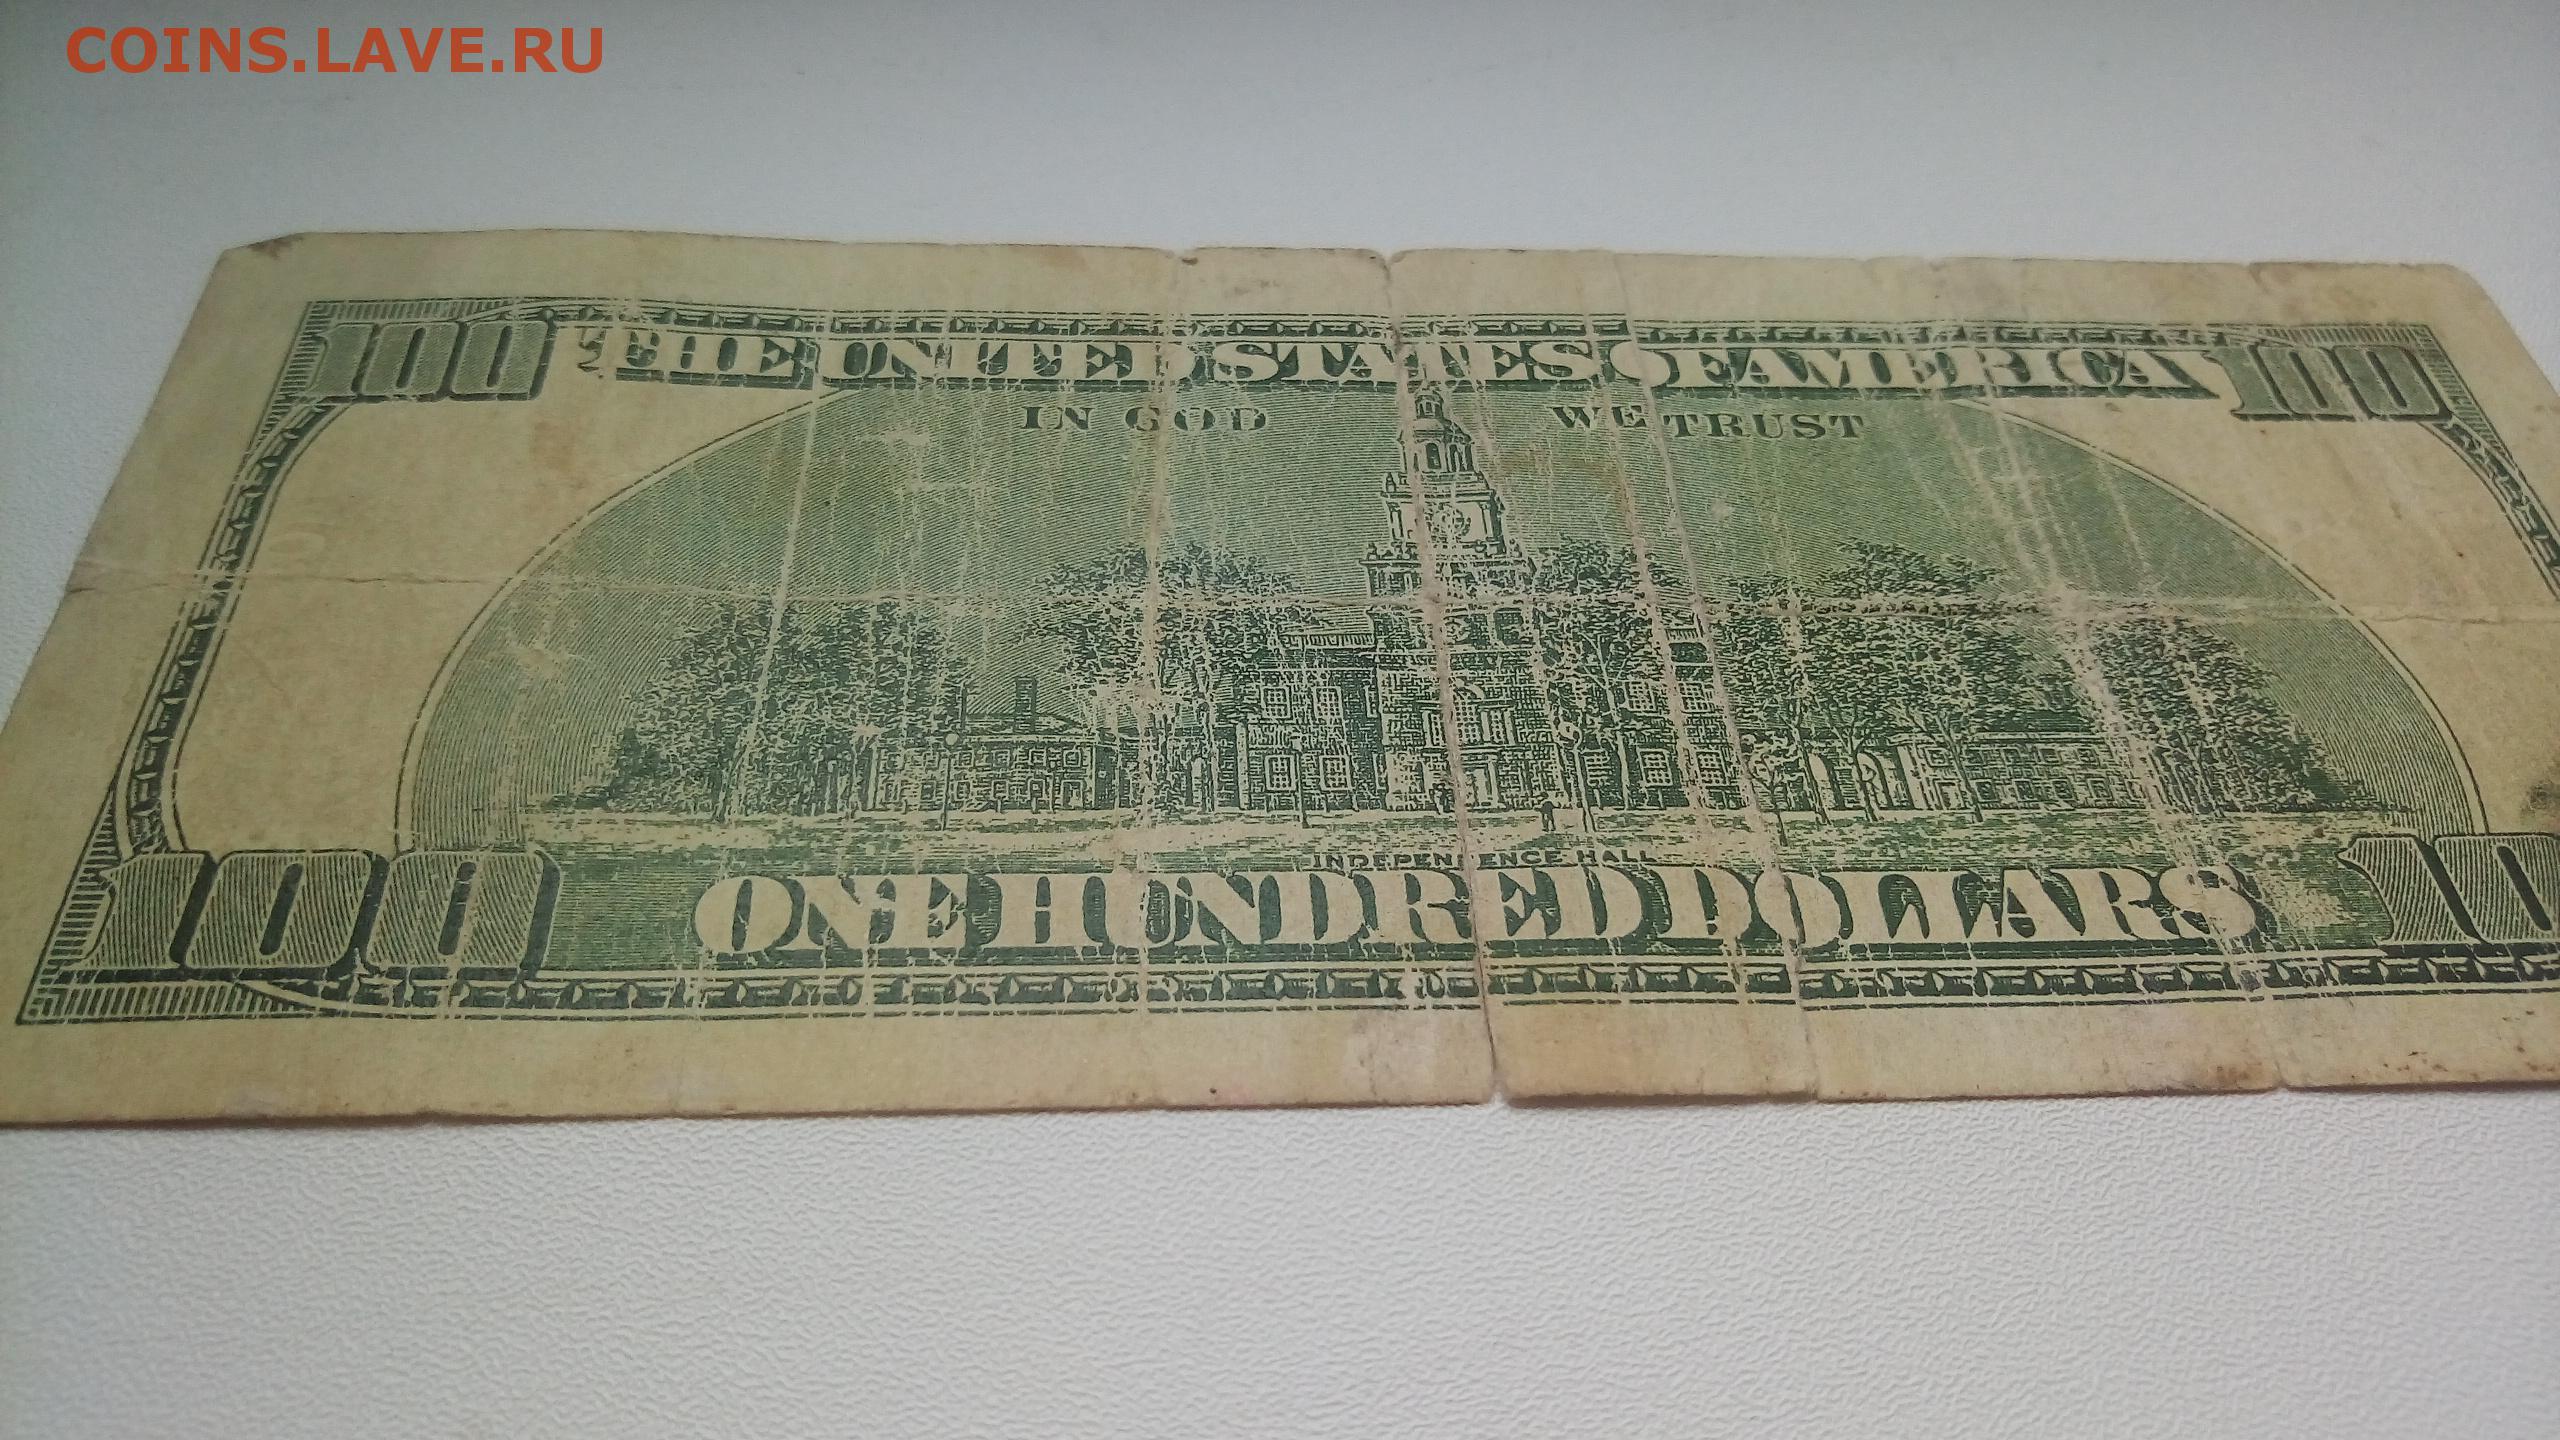 COINS.LAVE.RU
100 THE UNITED STATES OF AMERICA 100
IN GOD WE TRUST
INDEPENDENCE HALL
100 ONE HUNDRED DOLLARS 10